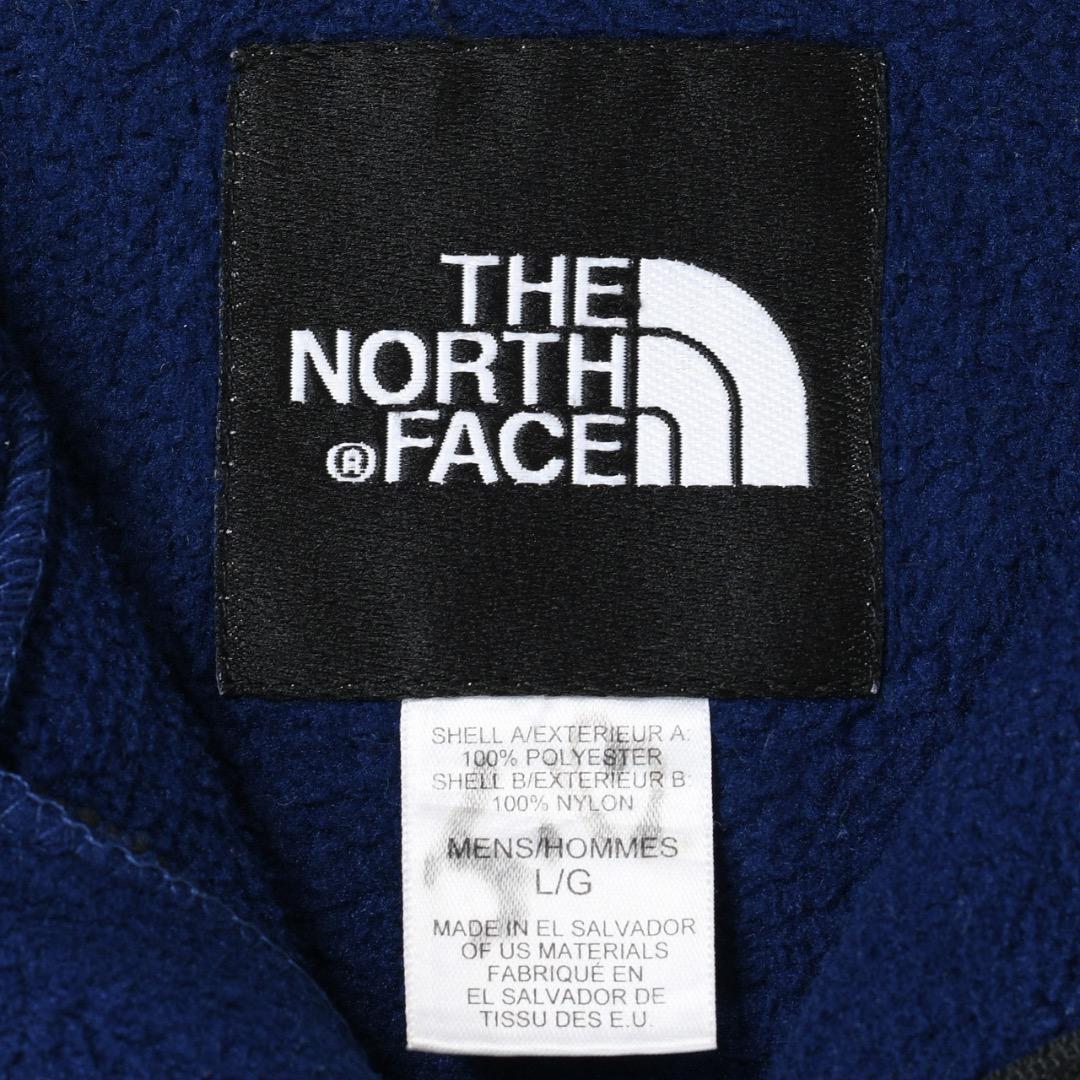 THE
NORTH
® FACE
SHELL A/EXTERIEUR A:
100% POLYESTER
SHELL B/EXTERIEUR B:
100% NYLON
MENS/HOMMES
L/G
MADE IN EL SALVADOR
OF US MATERIALS
FABRIQUÉ EN
EL SALVADOR DE
TISSU DES E.U.